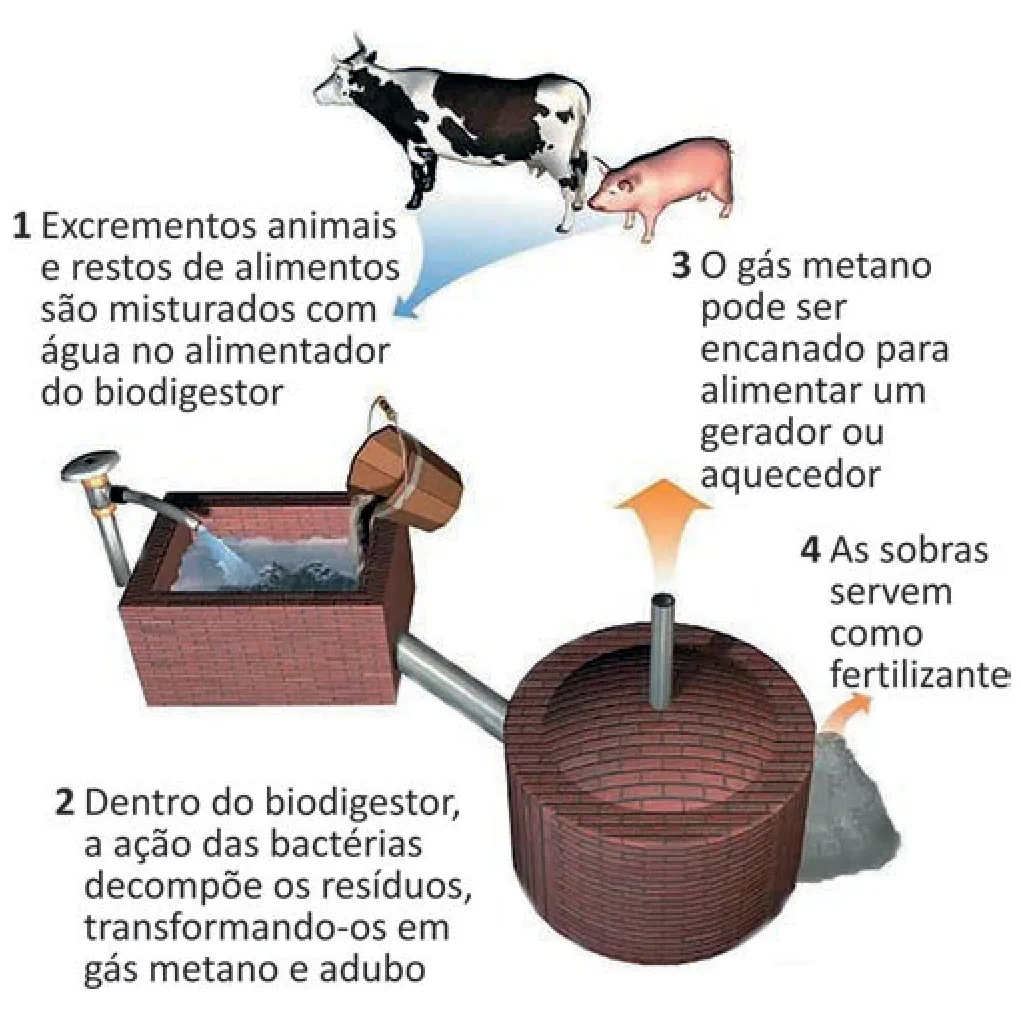 1 Excrementos animais
e restos de alimentos
são misturados com
água no alimentador
do biodigestor
2 Dentro do biodigestor,
a ação das bactérias
decompõe os resíduos,
transformando-os em
gás metano e adubo
3 O gás metano
pode ser
encanado para
alimentar um
gerador ou
aquecedor
4 As sobras
servem
como
fertilizante